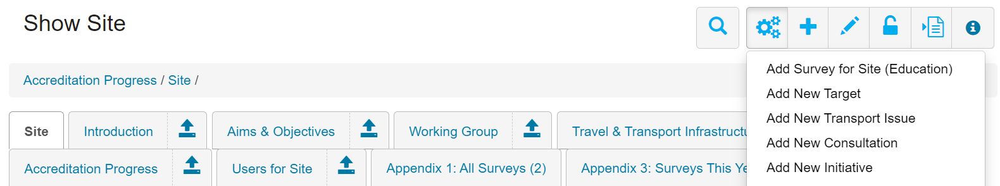 Show Site
Accreditation Progress / Site /
Add Survey for Site (Education)
Add New Target
Add New Transport Issue
Add New Consultation
Add New Initiative
Site Introduction Aims & Objectives Working Group Travel & Transport
Accreditation Progress Users for Site Appendix 1: All Surveys (2) Appendix 3: Surveys This